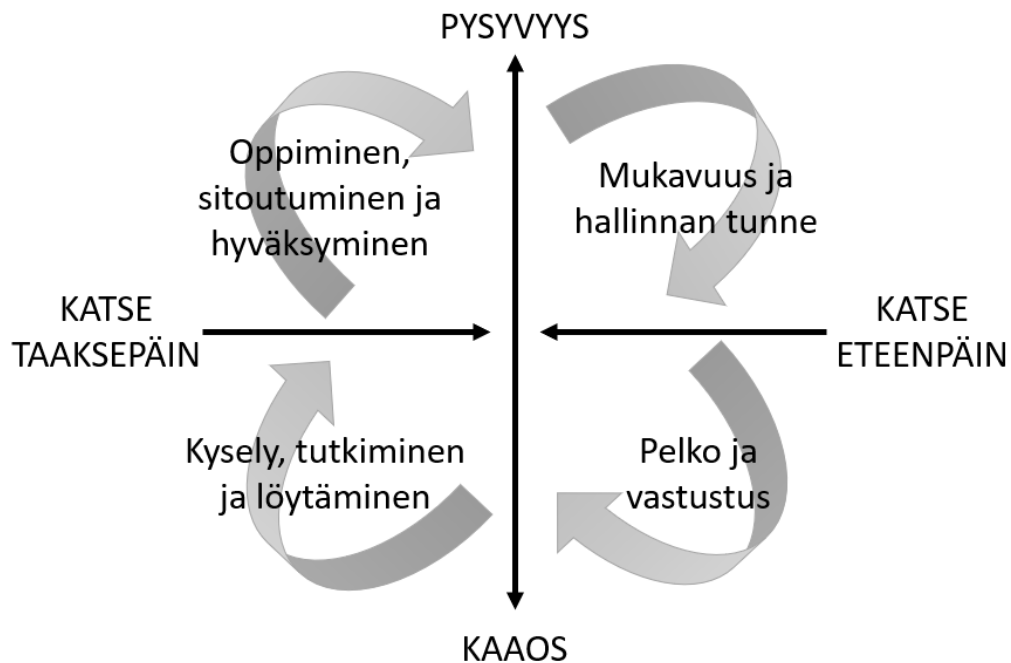 PYSYVYYS
Oppiminen,
sitoutuminen ja
hyväksyminen
Mukavuus ja
hallinnan tunne
KATSE
TAAKSEPÄIN
KATSE
ETEENPÄIN
Kysely, tutkiminen
ja löytäminen
Pelko ja
vastustus
KAAOS